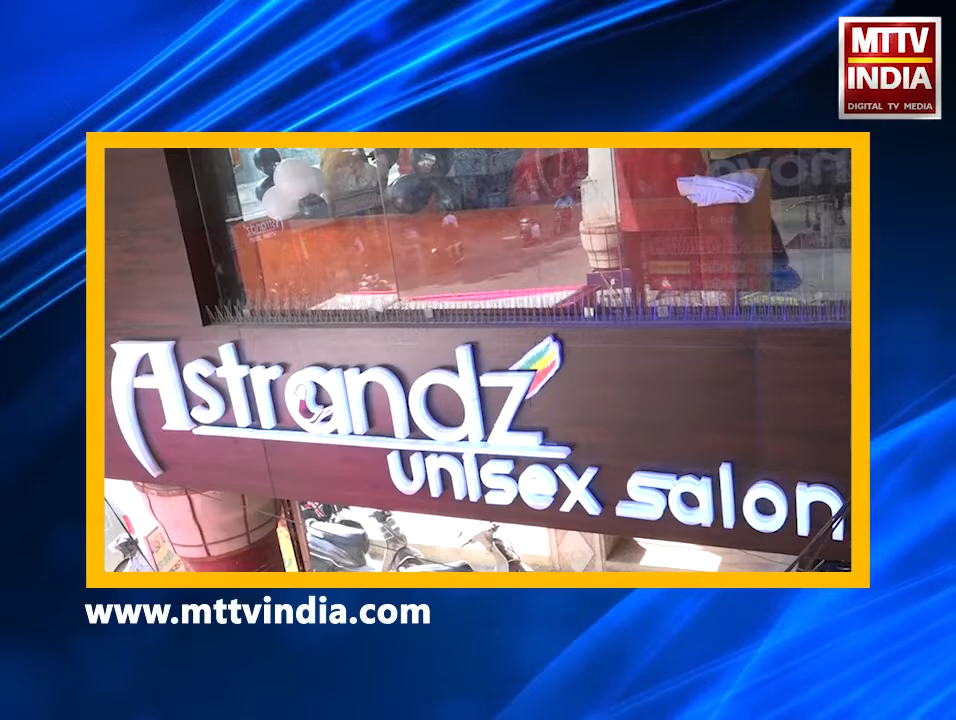 MTTV
INDIA
DIGITAL TV MEDIA
Astrandz
unisex salon
www.mttvindia.com